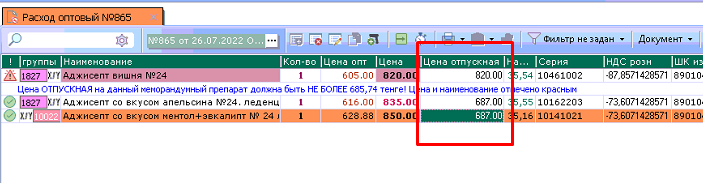 Расход оптовый №865
№865 от 26.07.2022 О...
Фильтр не задан
Документ
! группы Наименование Кол-во Цена опт Цена Цена отпускная На... Серия НДС розн ШК из
1827 Х/У Аджисепт вишня №24 1 605.00 820.00 820.00 35,54 10461002 -87,8571428571 890104
Цена ОТПУСКНАЯ на данный меморандумный препарат должна быть НЕ БОЛЕЕ 685,74 тенге! Цена и наименование отмечено красным
1827 Х/У Аджисепт со вкусом апельсина №24. леденц 1 616.00 835.00 687.00 35,55 10162203 -73,6071428571 890104
Х/У 10022 Аджисепт со вкусом ментол+эвкалипт № 24 л 1 628.88 850.00 687.00 35,16 10141021 -73,6071428571 890104